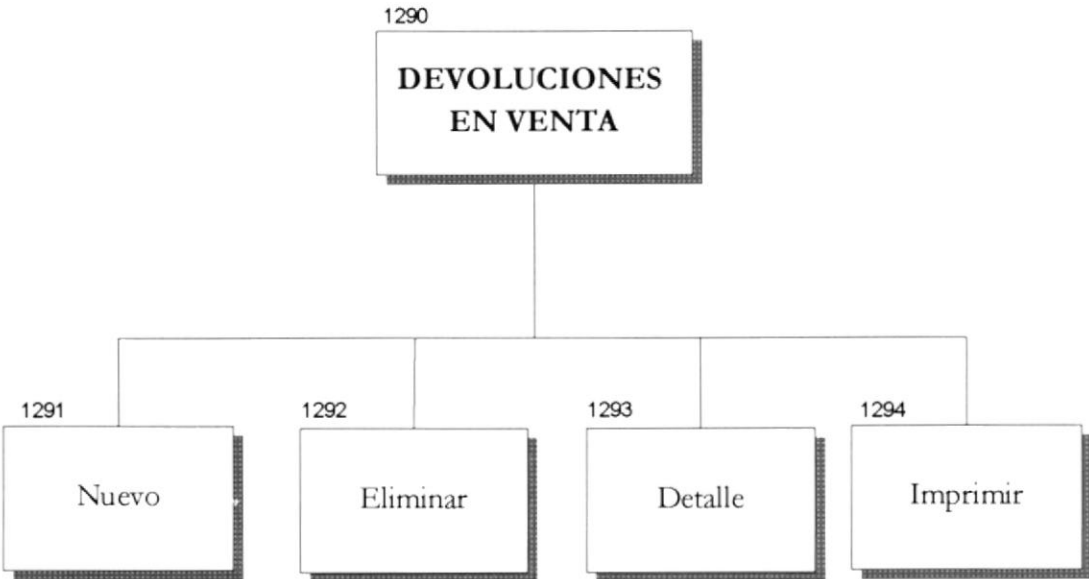 1290
DEVOLUCIONES
EN VENTA
1291
1292
1293
1294
Nuevo
Eliminar
Detalle
Imprimir